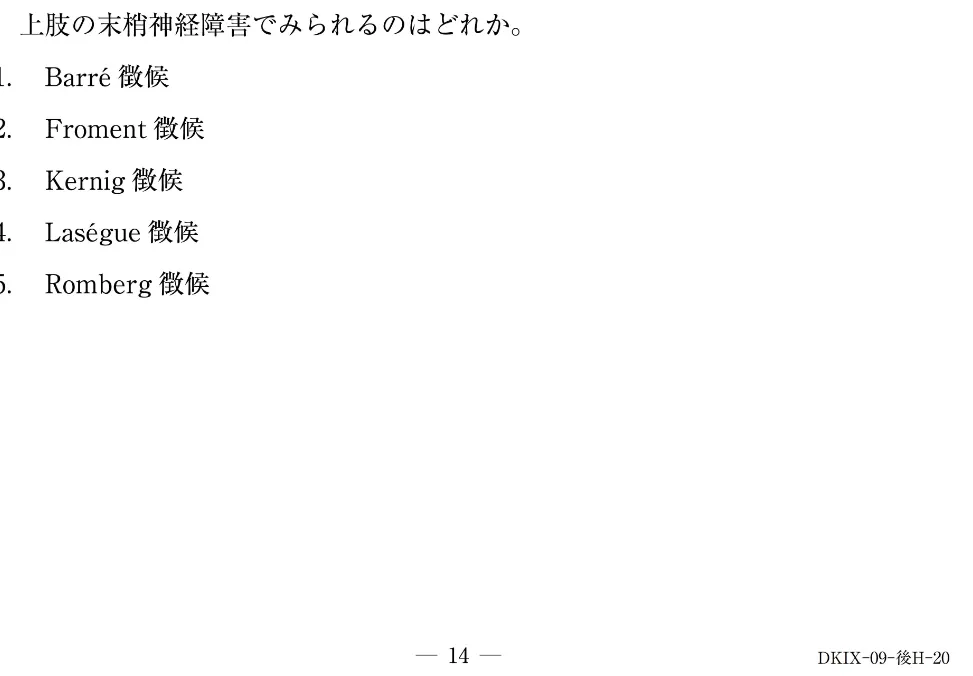 上肢の末梢神経障害でみられるのはどれか。
1. Barré 徴候
2. Froment 徴候
3. Kernig 徴候
4. Laségue 徴候
5. Romberg 徴候
— 14 —
DKIX-09-後H-20